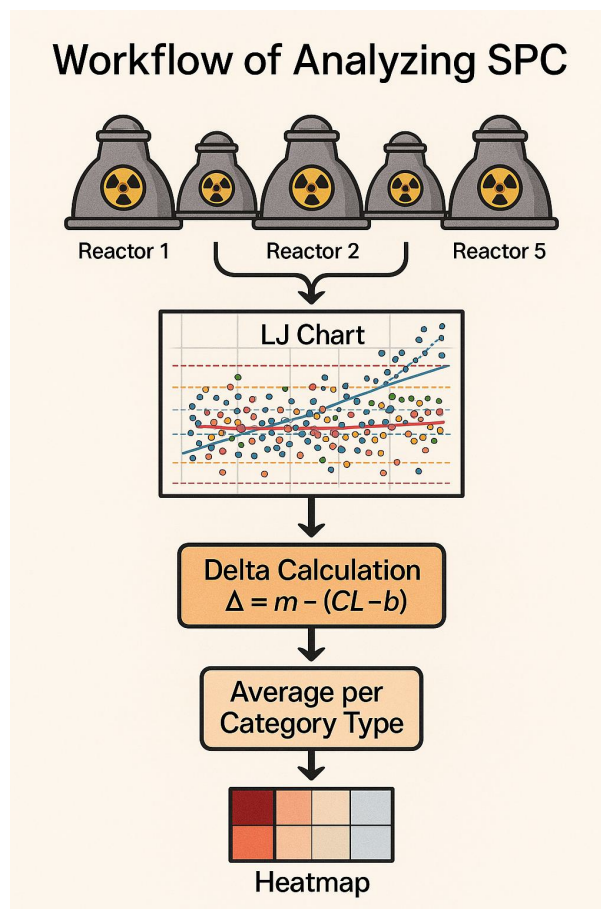 Workflow of Analyzing SPC
Reactor 1
Reactor 2
Reactor 5
LJ Chart
Delta Calculation
Δ = m – (CL – b)
Average per
Category Type
Heatmap